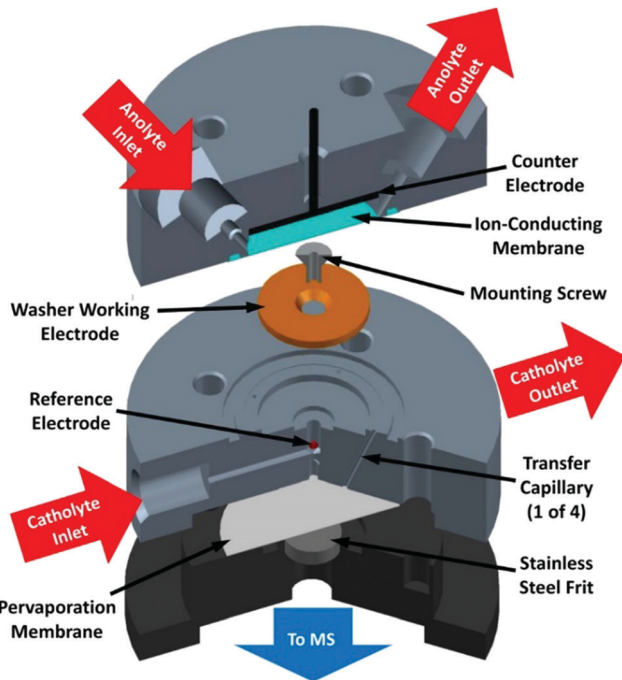 Anolyte
Inlet
Anolyte
Outlet
Counter
Electrode
Ion-Conducting
Membrane
Mounting Screw
Washer Working
Electrode
Reference
Electrode
Catholyte
Outlet
Transfer
Capillary
(1 of 4)
Catholyte
Inlet
Stainless
Steel Frit
Pervaporation
Membrane
To MS